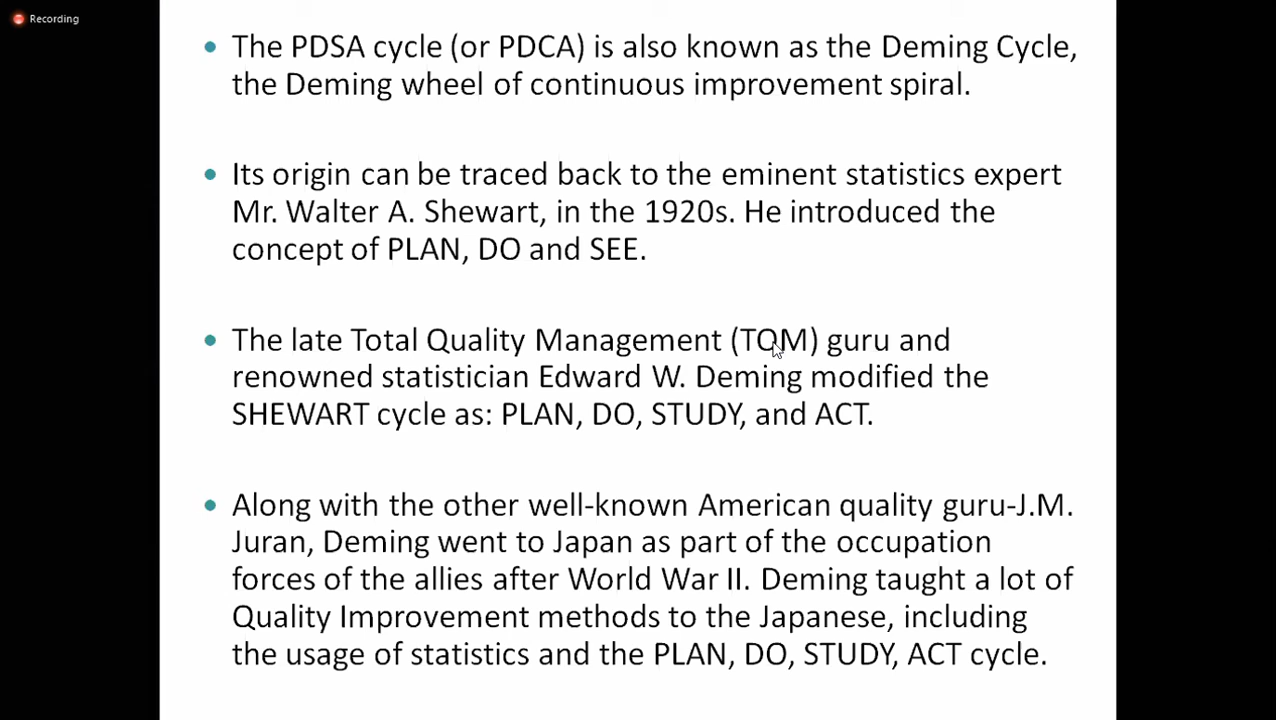 Recording
• The PDSA cycle (or PDCA) is also known as the Deming Cycle,
the Deming wheel of continuous improvement spiral.
• Its origin can be traced back to the eminent statistics expert
Mr. Walter A. Shewart, in the 1920s. He introduced the
concept of PLAN, DO and SEE.
• The late Total Quality Management (TQM) guru and
renowned statistician Edward W. Deming modified the
SHEWART cycle as: PLAN, DO, STUDY, and ACT.
• Along with the other well-known American quality guru-J.M.
Juran, Deming went to Japan as part of the occupation
forces of the allies after World War II. Deming taught a lot of
Quality Improvement methods to the Japanese, including
the usage of statistics and the PLAN, DO, STUDY, ACT cycle.